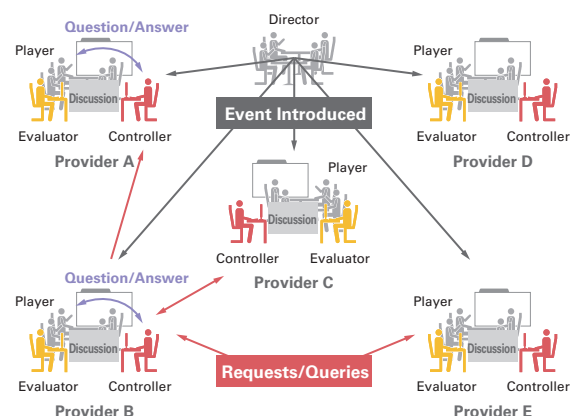 Director
Question/Answer
Player
Discussion
Evaluator
Controller
Provider A
Player
Discussion
Evaluator
Controller
Provider D
Event Introduced
Player
Discussion
Controller
Evaluator
Provider C
Question/Answer
Player
Discussion
Evaluator
Controller
Provider B
Requests/Queries
Player
Discussion
Evaluator
Controller
Provider E